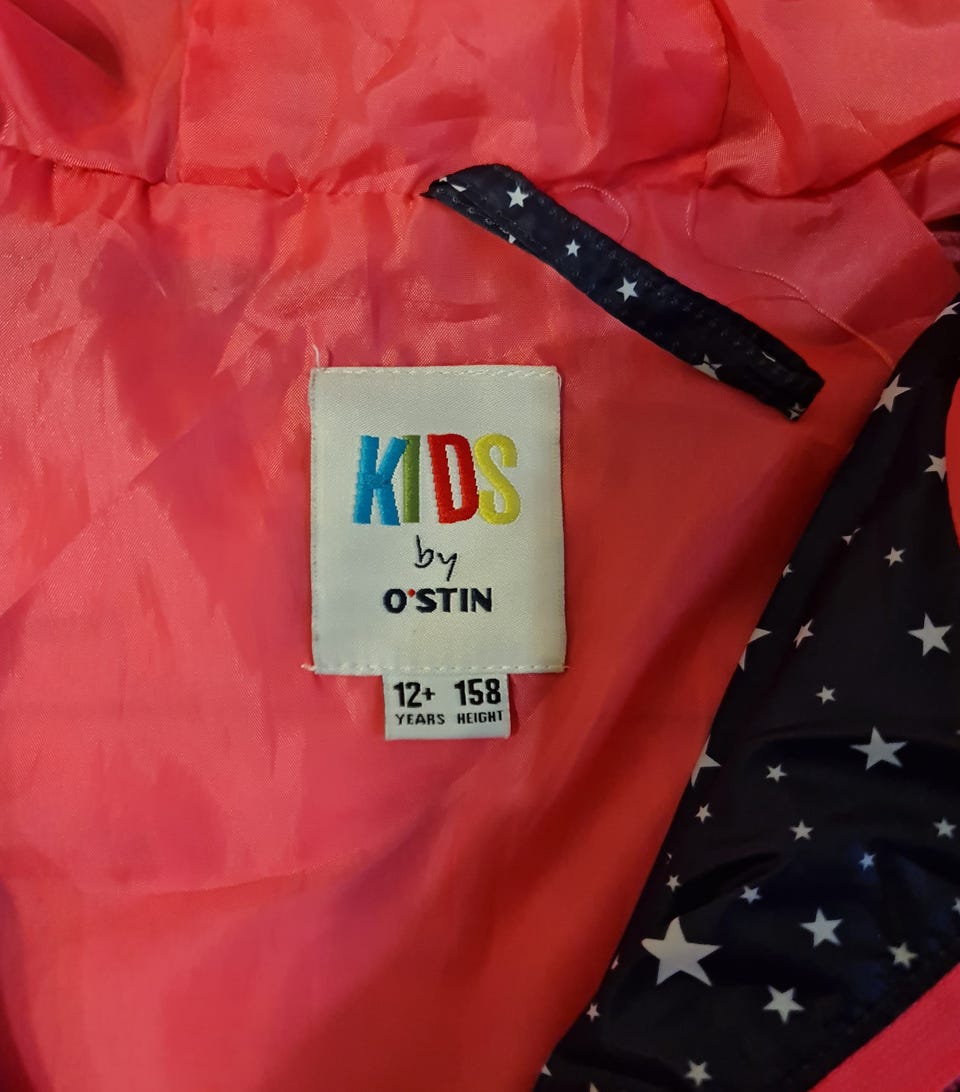 KIDS
by
O'STIN
12+ 158
YEARS HEIGHT